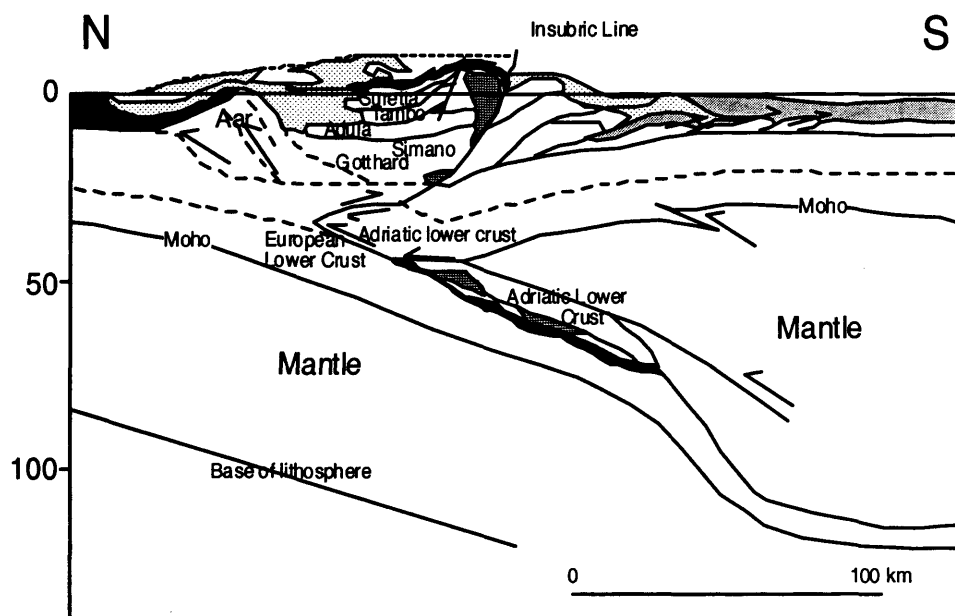 N
S
Insubric Line
0
Suretta
Tambo
Aar
Adula
Simano
Gotthard
Moho
Moho
European
Lower Crust
Adriatic lower crust
50
Adriatic Lower
Crust
Mantle
Mantle
100
Base of lithosphere
0
100 km